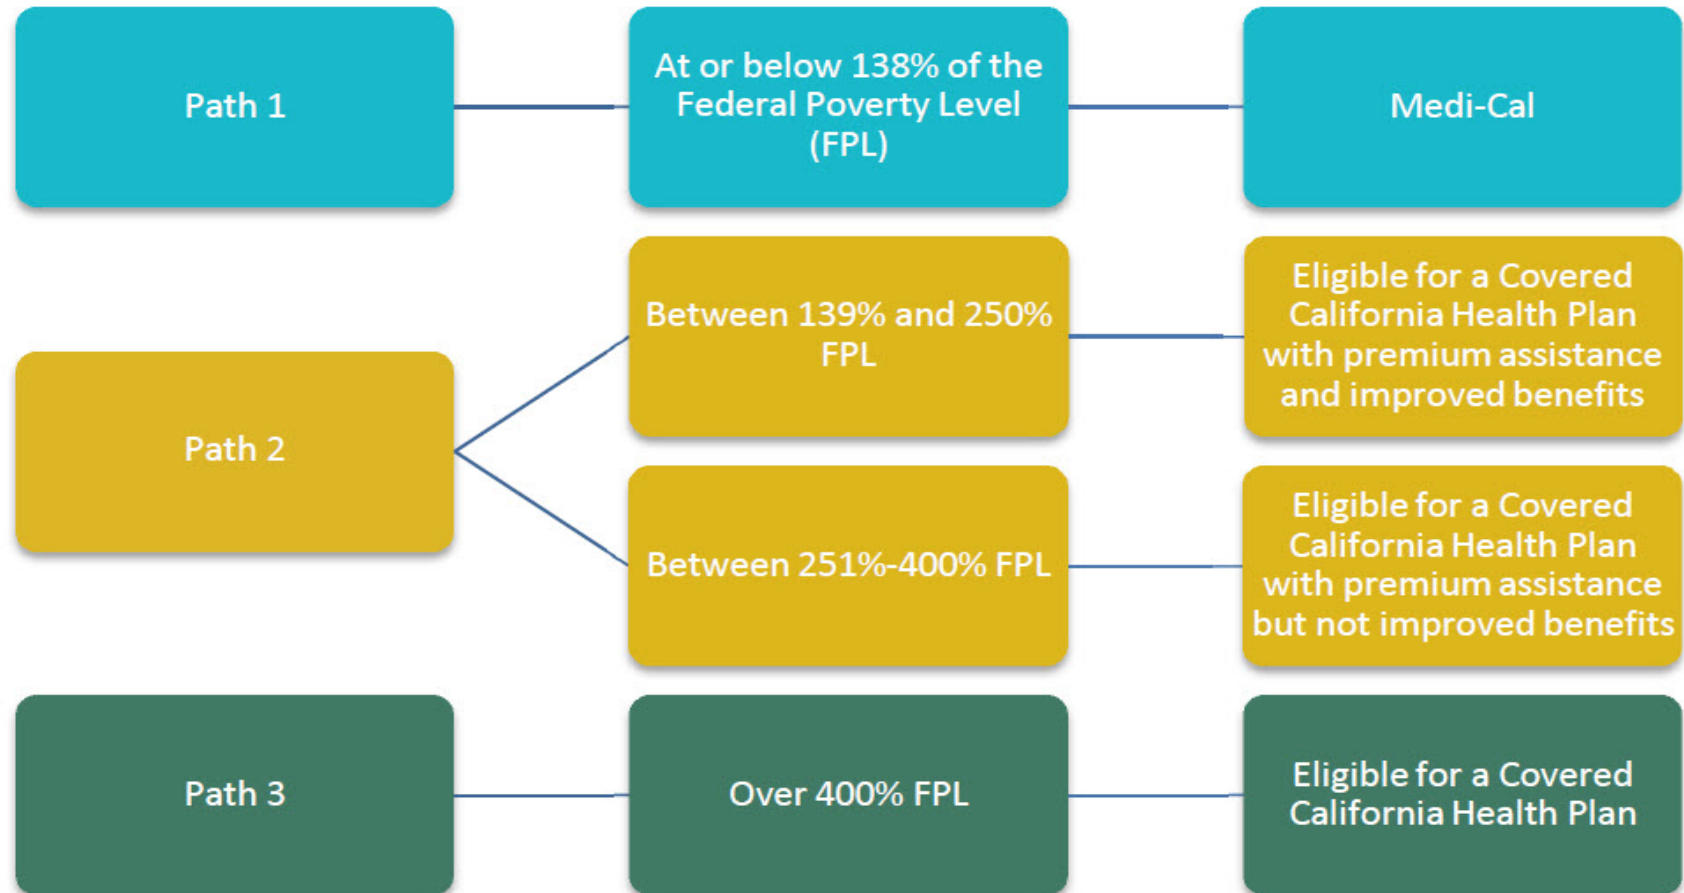 Path 1
At or below 138% of the
Federal Poverty Level
(FPL)
Medi-Cal
Path 2
Between 139% and 250%
FPL
Eligible for a Covered
California Health Plan
with premium assistance
and improved benefits
Between 251%-400% FPL
Eligible for a Covered
California Health Plan
with premium assistance
but not improved benefits
Path 3
Over 400% FPL
Eligible for a Covered
California Health Plan